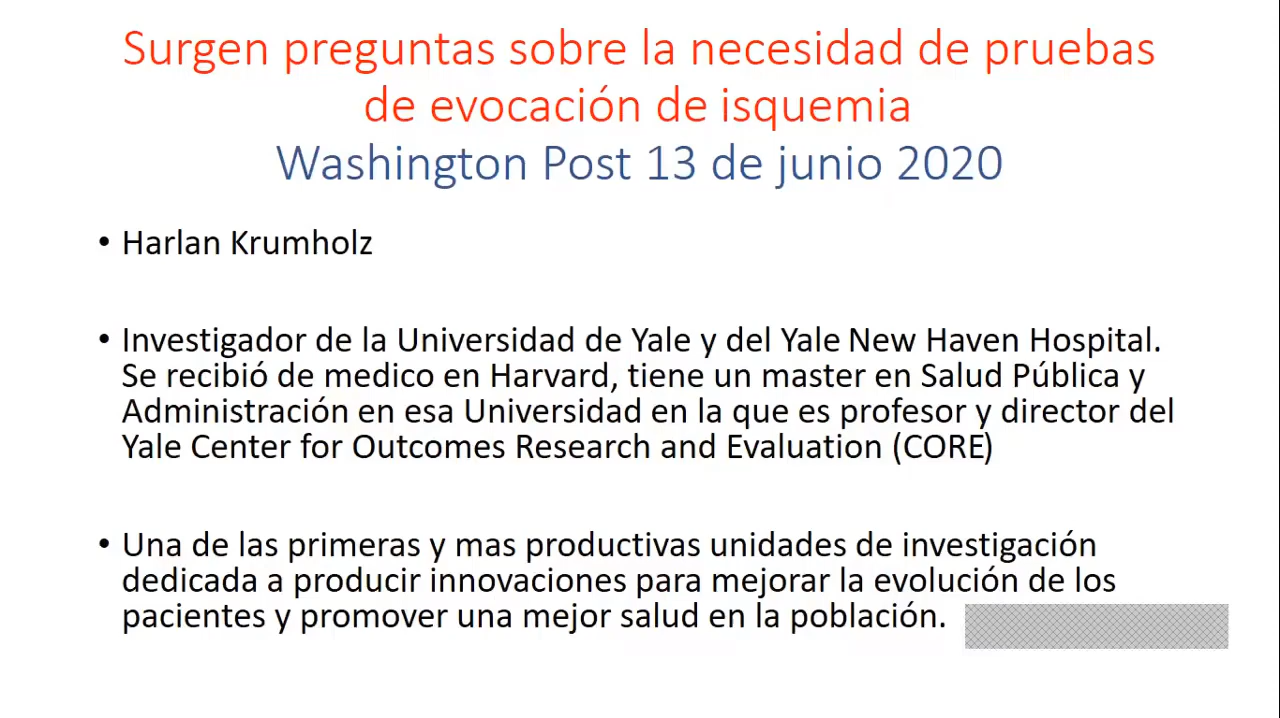 Surgen preguntas sobre la necesidad de pruebas
de evocación de isquemia
Washington Post 13 de junio 2020
• Harlan Krumholz
• Investigador de la Universidad de Yale y del Yale New Haven Hospital.
Se recibió de medico en Harvard, tiene un master en Salud Pública y
Administración en esa Universidad en la que es profesor y director del
Yale Center for Outcomes Research and Evaluation (CORE)
• Una de las primeras y mas productivas unidades de investigación
dedicada a producir innovaciones para mejorar la evolución de los
pacientes y promover una mejor salud en la población.